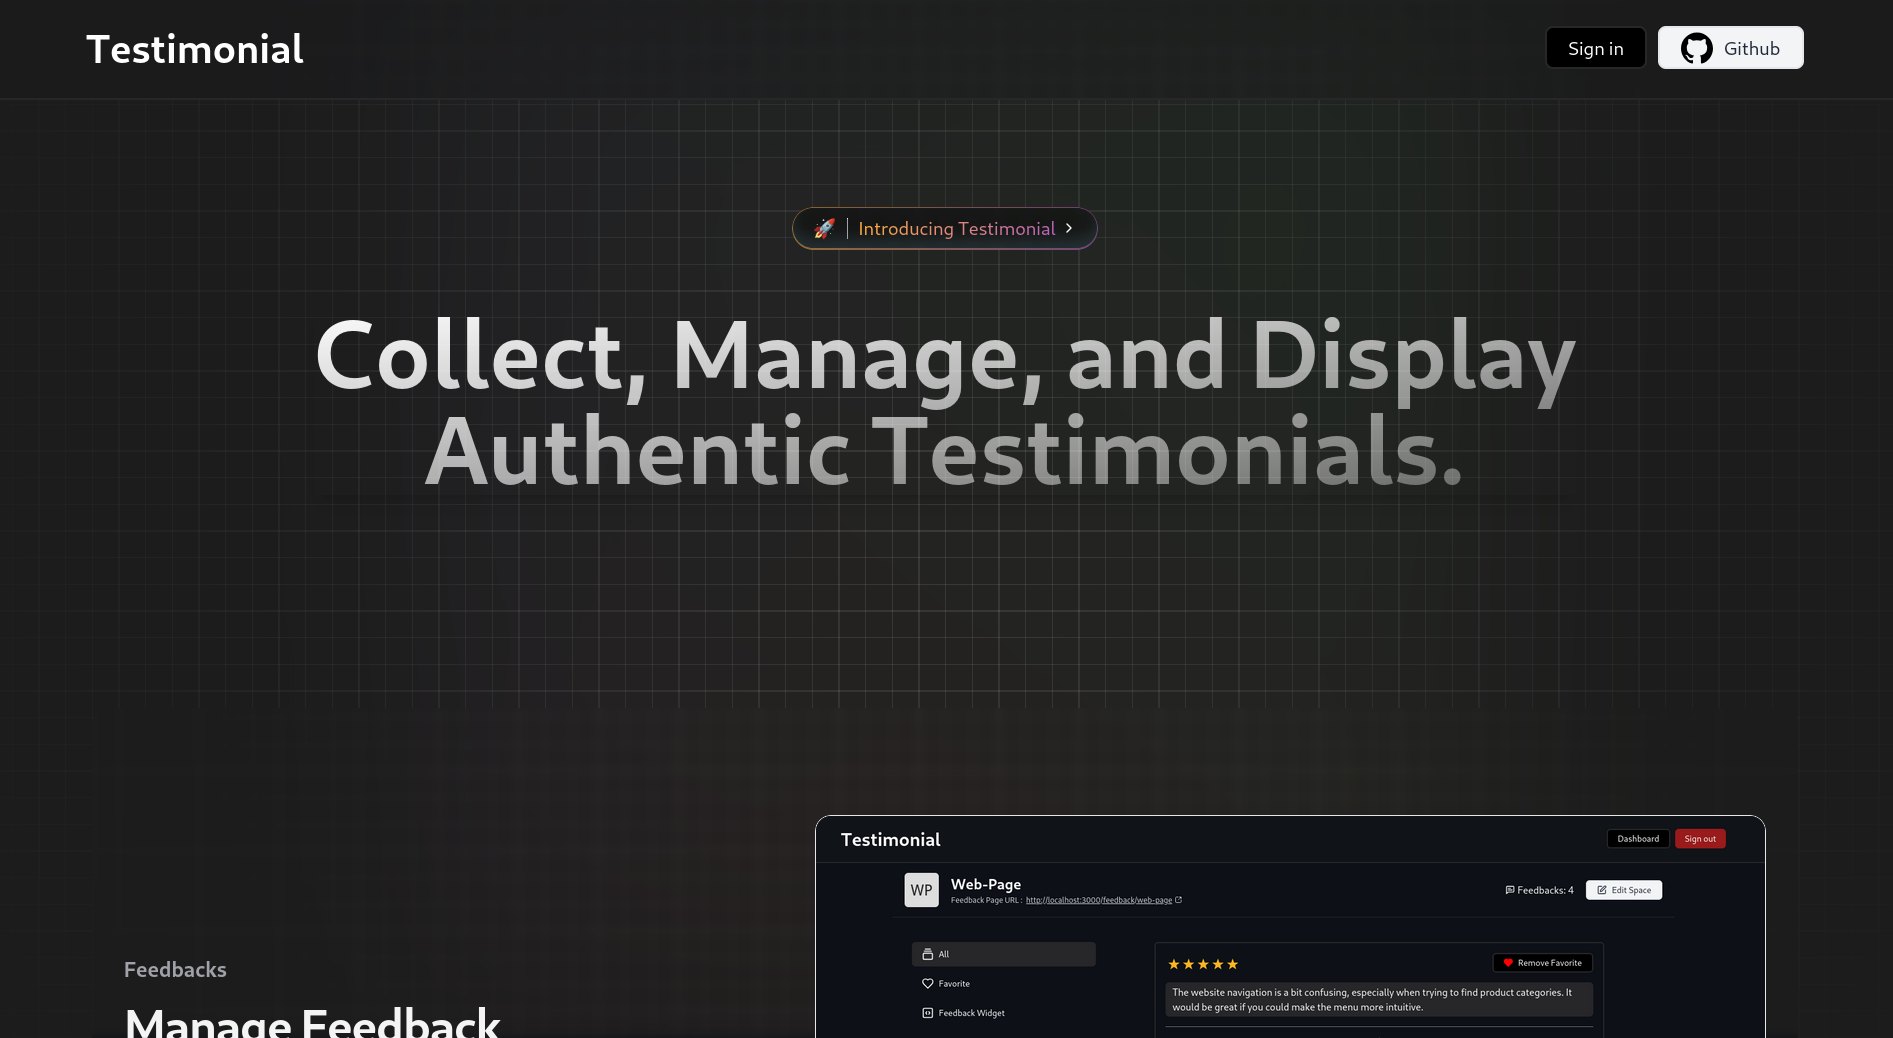 Testimonial
Sign in
Github
🚀 Introducing Testimonial
Collect, Manage, and Display
Authentic Testimonials.
Feedbacks
Manage Feedback
Testimonial
Dashboard
Sign out
WP
Web-Page
Feedback Page URL : http://localhost:3000/feedback/web-page
Feedbacks: 4
Edit Space
All
Favorite
Feedback Widget
★★★★★
Remove Favorite
The website navigation is a bit confusing, especially when trying to find product categories. It
would be great if you could make the menu more intuitive.